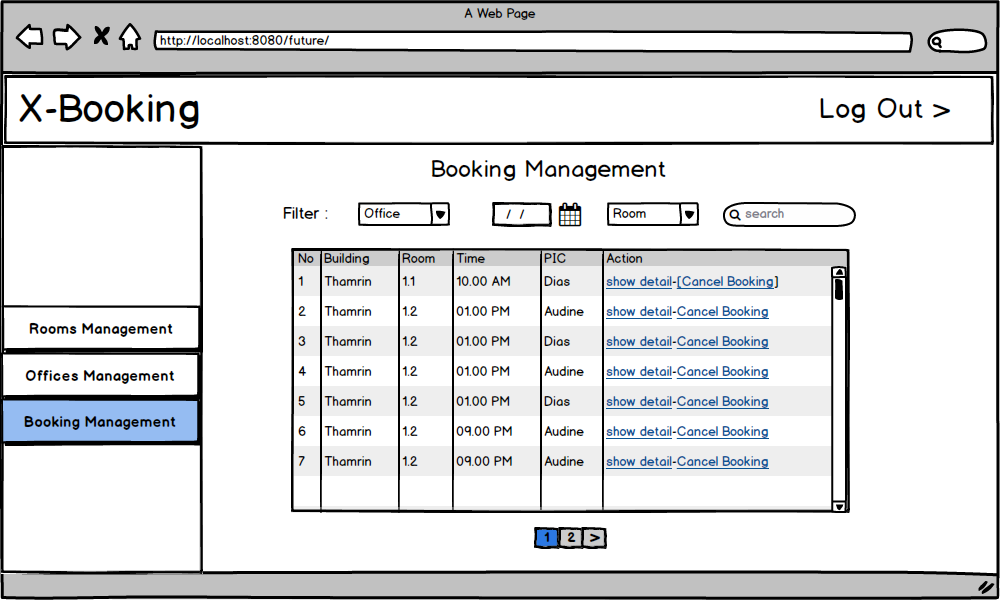 A Web Page
http://localhost:8080/future/
X-Booking
Log Out >
Rooms Management
Offices Management
Booking Management
Booking Management
Filter : Office / / Room search
No Building Room Time PIC Action
1 Thamrin 1.1 10.00 AM Dias show detail-[Cancel Booking]
2 Thamrin 1.2 01.00 PM Audine show detail-Cancel Booking
3 Thamrin 1.2 01.00 PM Dias show detail-Cancel Booking
4 Thamrin 1.2 01.00 PM Audine show detail-Cancel Booking
5 Thamrin 1.2 01.00 PM Dias show detail-Cancel Booking
6 Thamrin 1.2 09.00 PM Audine show detail-Cancel Booking
7 Thamrin 1.2 09.00 PM Audine show detail-Cancel Booking
1 2 >